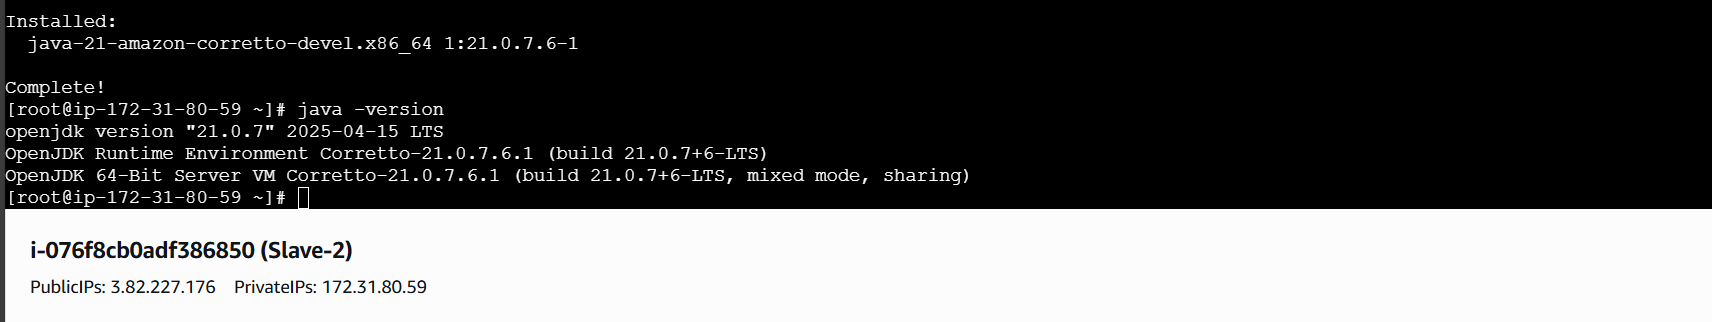 Installed:
java-21-amazon-corretto-devel.x86_64 1:21.0.7.6-1
Complete!
[root@ip-172-31-80-59 ~]# java -version
openjdk version "21.0.7" 2025-04-15 LTS
OpenJDK Runtime Environment Corretto-21.0.7.6.1 (build 21.0.7+6-LTS)
OpenJDK 64-Bit Server VM Corretto-21.0.7.6.1 (build 21.0.7+6-LTS, mixed mode, sharing)
[root@ip-172-31-80-59 ~]#
i-076f8cb0adf386850 (Slave-2)
PublicIPs: 3.82.227.176 PrivateIPs: 172.31.80.59